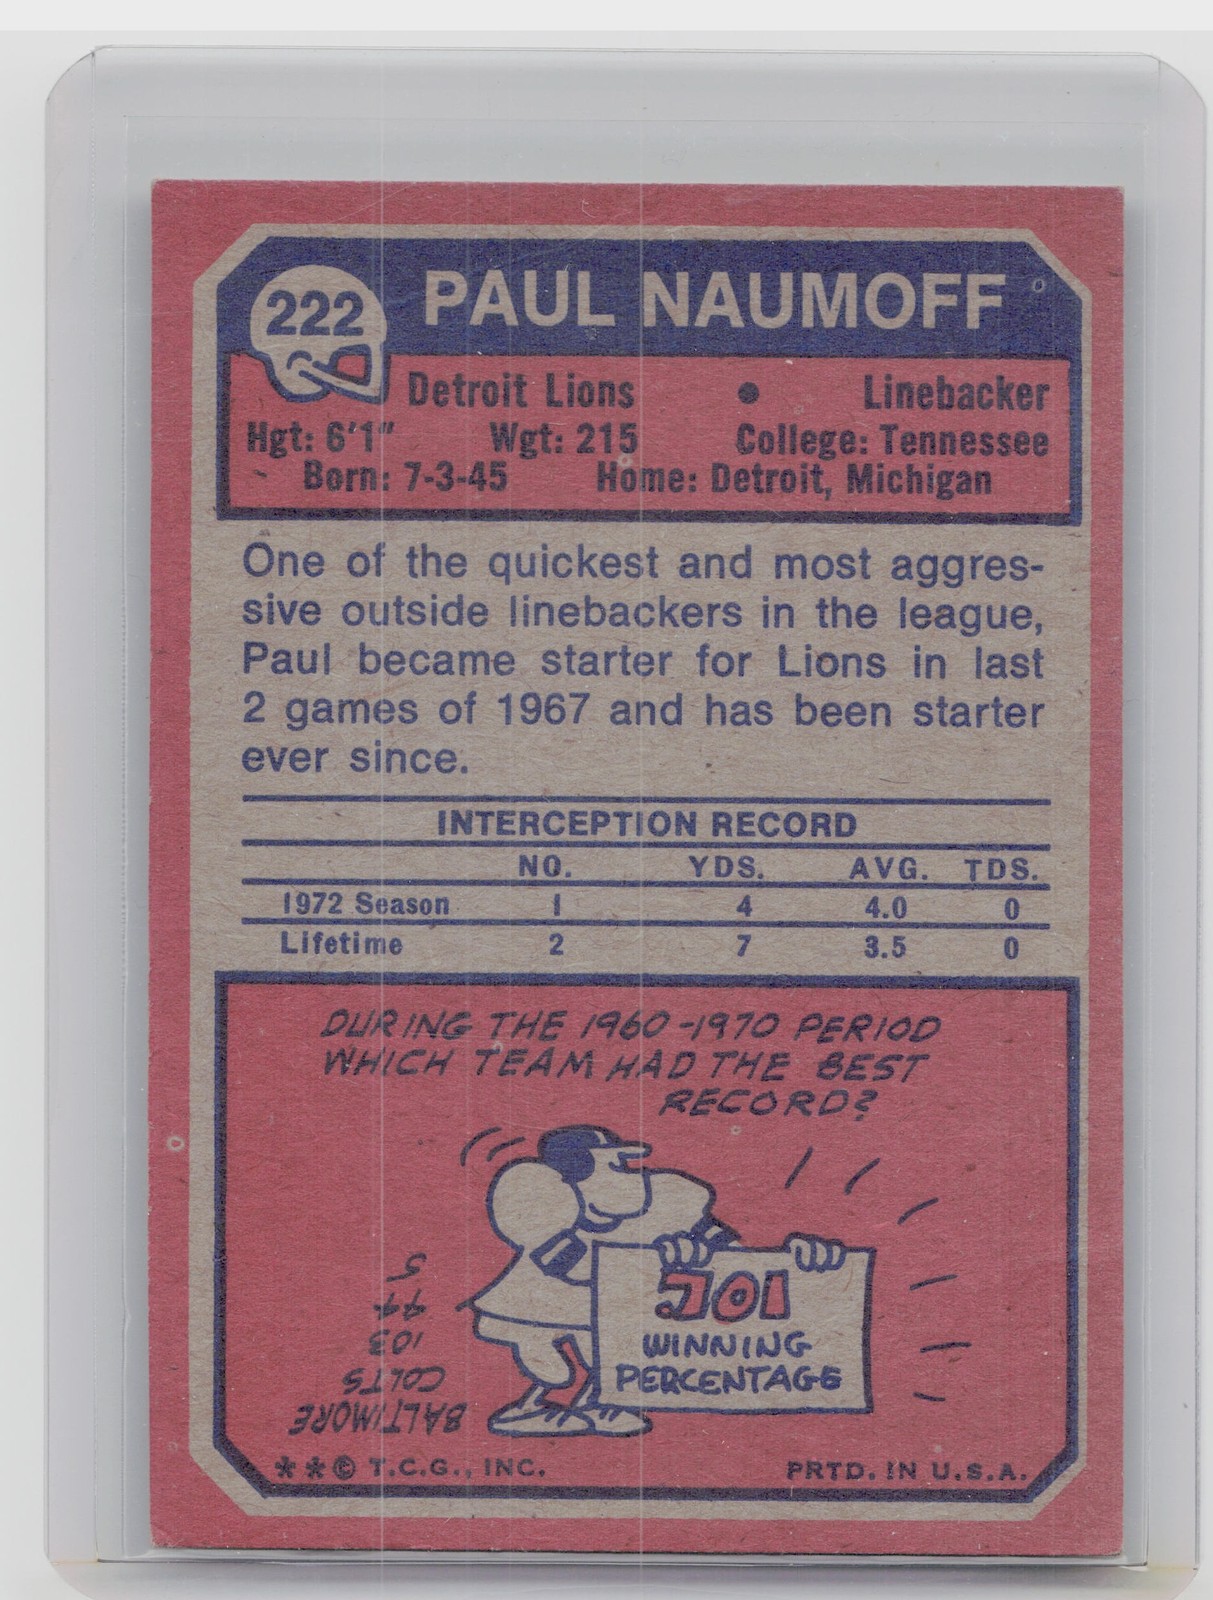 222
PAUL NAUMOFF
Detroit Lions ● Linebacker
Hgt: 6'1" Wgt: 215 College: Tennessee
Born: 7-3-45 Home: Detroit, Michigan
One of the quickest and most aggres-
sive outside linebackers in the league,
Paul became starter for Lions in last
2 games of 1967 and has been starter
ever since.
INTERCEPTION RECORD
NO. YDS. AVG. TDS.
1972 Season 1 4 4.0 0
Lifetime 2 7 3.5 0
DURING THE 1960-1970 PERIOD
WHICH TEAM HAD THE BEST
RECORD?
.701
WINNING
PERCENTAGE
BALTIMORE
COLTS
103
44
5
**© T.C.G., INC. PRTD. IN U.S.A.